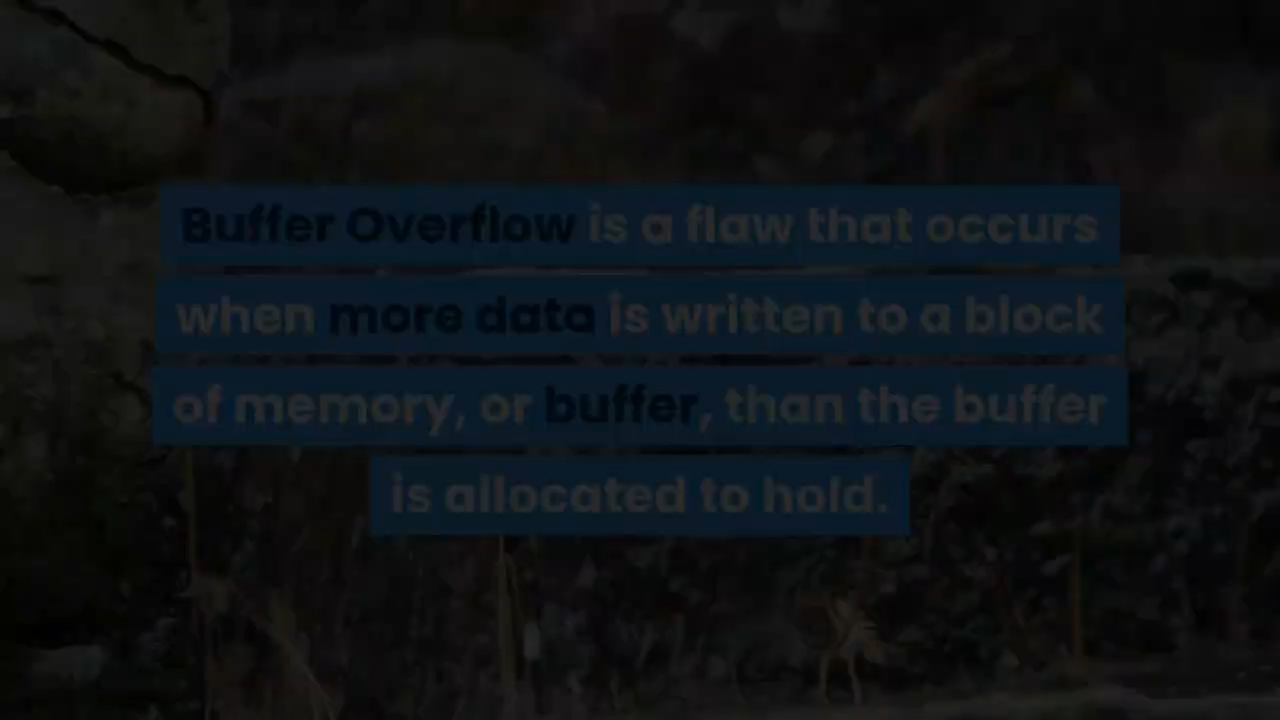 Buffer Overflow is a flaw that occurs
when more data is written to a block
of memory, or buffer, than the buffer
is allocated to hold.